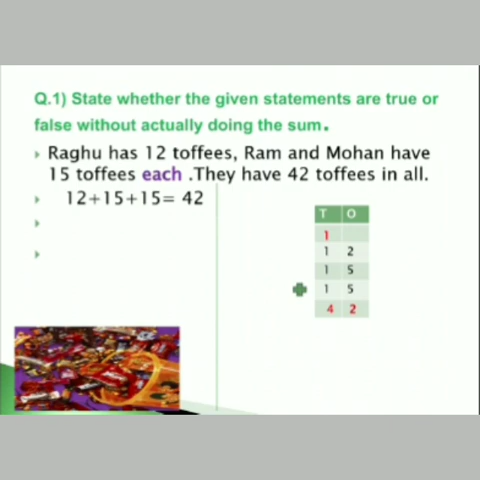 Q.1) State whether the given statements are true or
false without actually doing the sum.
Raghu has 12 toffees, Ram and Mohan have
15 toffees each .They have 42 toffees in all.
12+15+15= 42
T O
1
1 2
1 5
+ 1 5
4 2